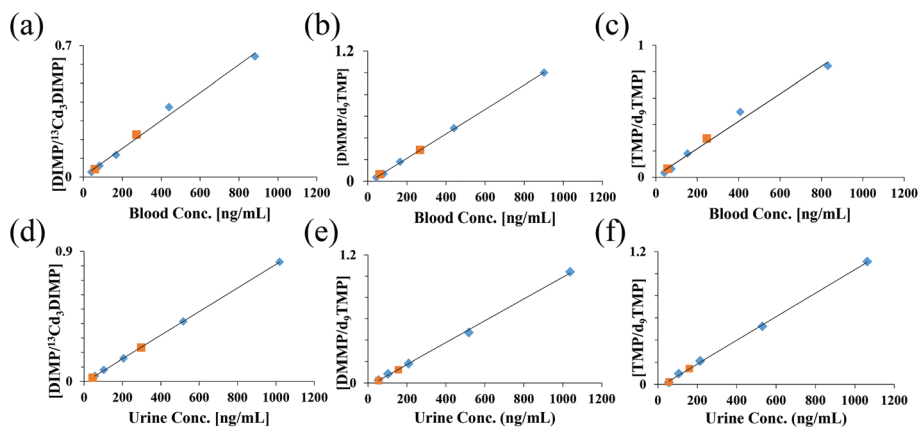 (a)
[DIMP/¹³Cd₃DIMP]
0.7
0
0 200 400 600 800 1000 1200
Blood Conc. [ng/mL]
(b)
[DMMP/d₉TMP]
1.2
0
0 200 400 600 800 1000 1200
Blood Conc. [ng/mL]
(c)
[TMP/d₉TMP]
1
0
0 200 400 600 800 1000 1200
Blood Conc. [ng/mL]
(d)
[DIMP/¹³Cd₃DIMP]
0.9
0
0 200 400 600 800 1000 1200
Urine Conc. [ng/mL]
(e)
[DMMP/d₉TMP]
1.2
0
0 200 400 600 800 1000 1200
Urine Conc. (ng/mL)
(f)
[TMP/d₉TMP]
1.2
0
0 200 400 600 800 1000 1200
Urine Conc. (ng/mL)